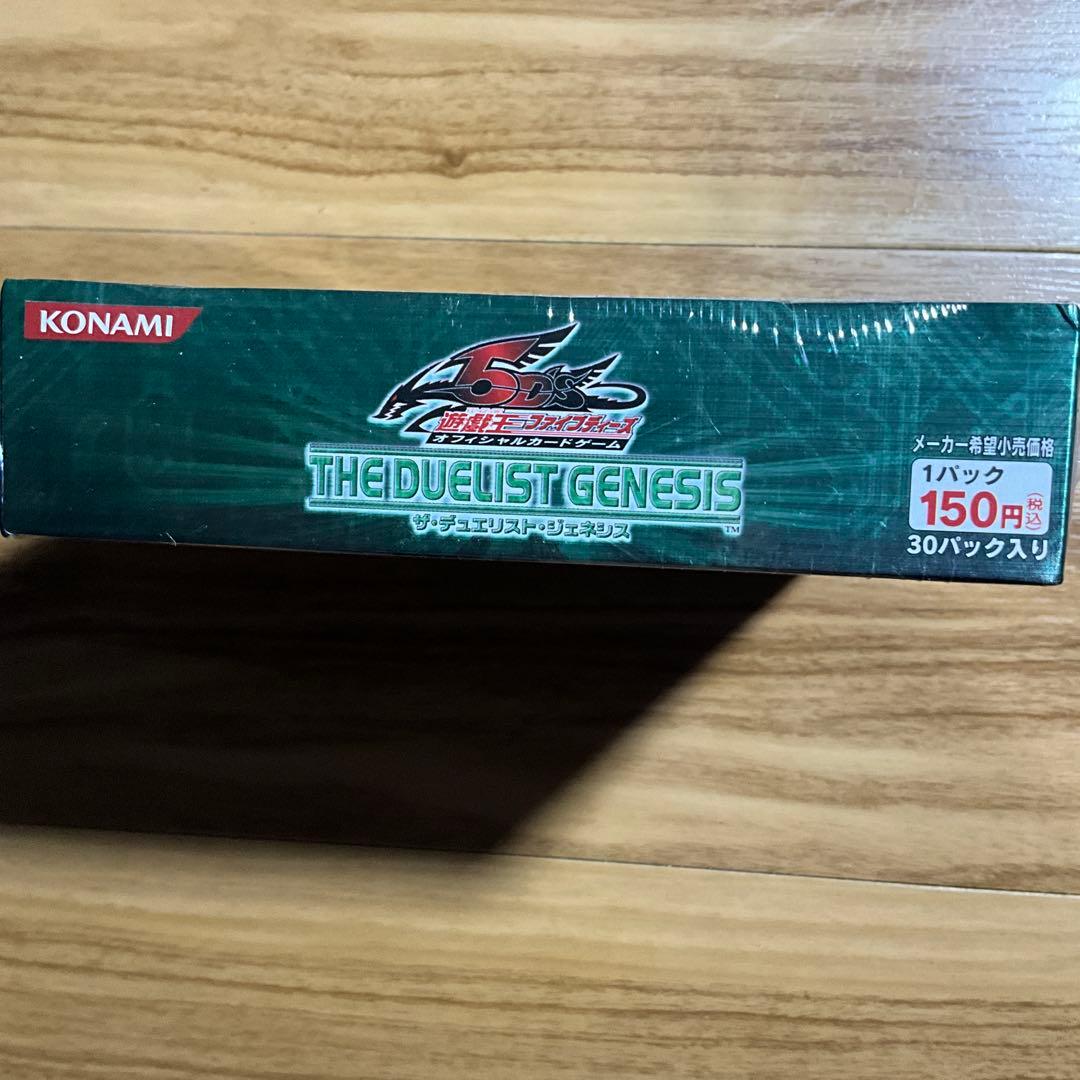 KONAMI
5D's
遊戯王ファイブディーズ
オフィシャルカードゲーム
THE DUELIST GENESIS
TM
ザ・デュエリスト・ジェネシス
メーカー希望小売価格
1パック
150円(税込)
30パック入り